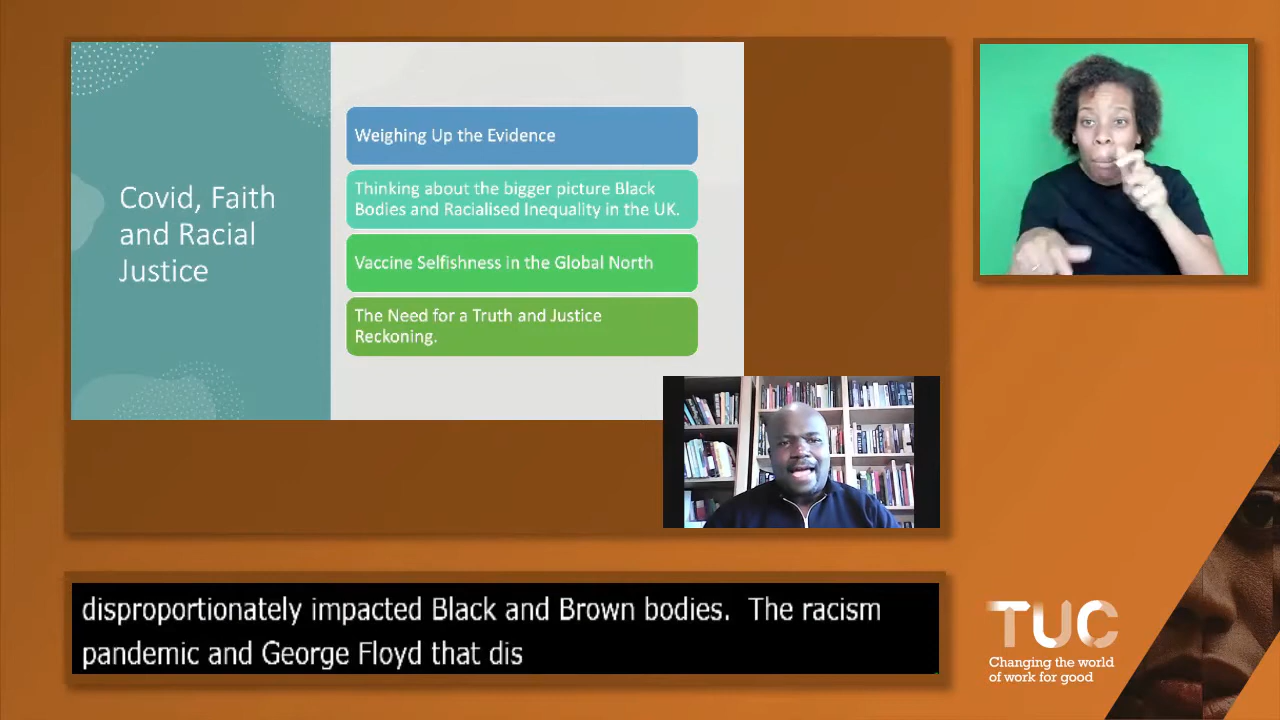 Covid, Faith
and Racial
Justice
Weighing Up the Evidence
Thinking about the bigger picture Black
Bodies and Racialised Inequality in the UK.
Vaccine Selfishness in the Global North
The Need for a Truth and Justice
Reckoning.
disproportionately impacted Black and Brown bodies. The racism
pandemic and George Floyd that dis
TUC
Changing the world
of work for good